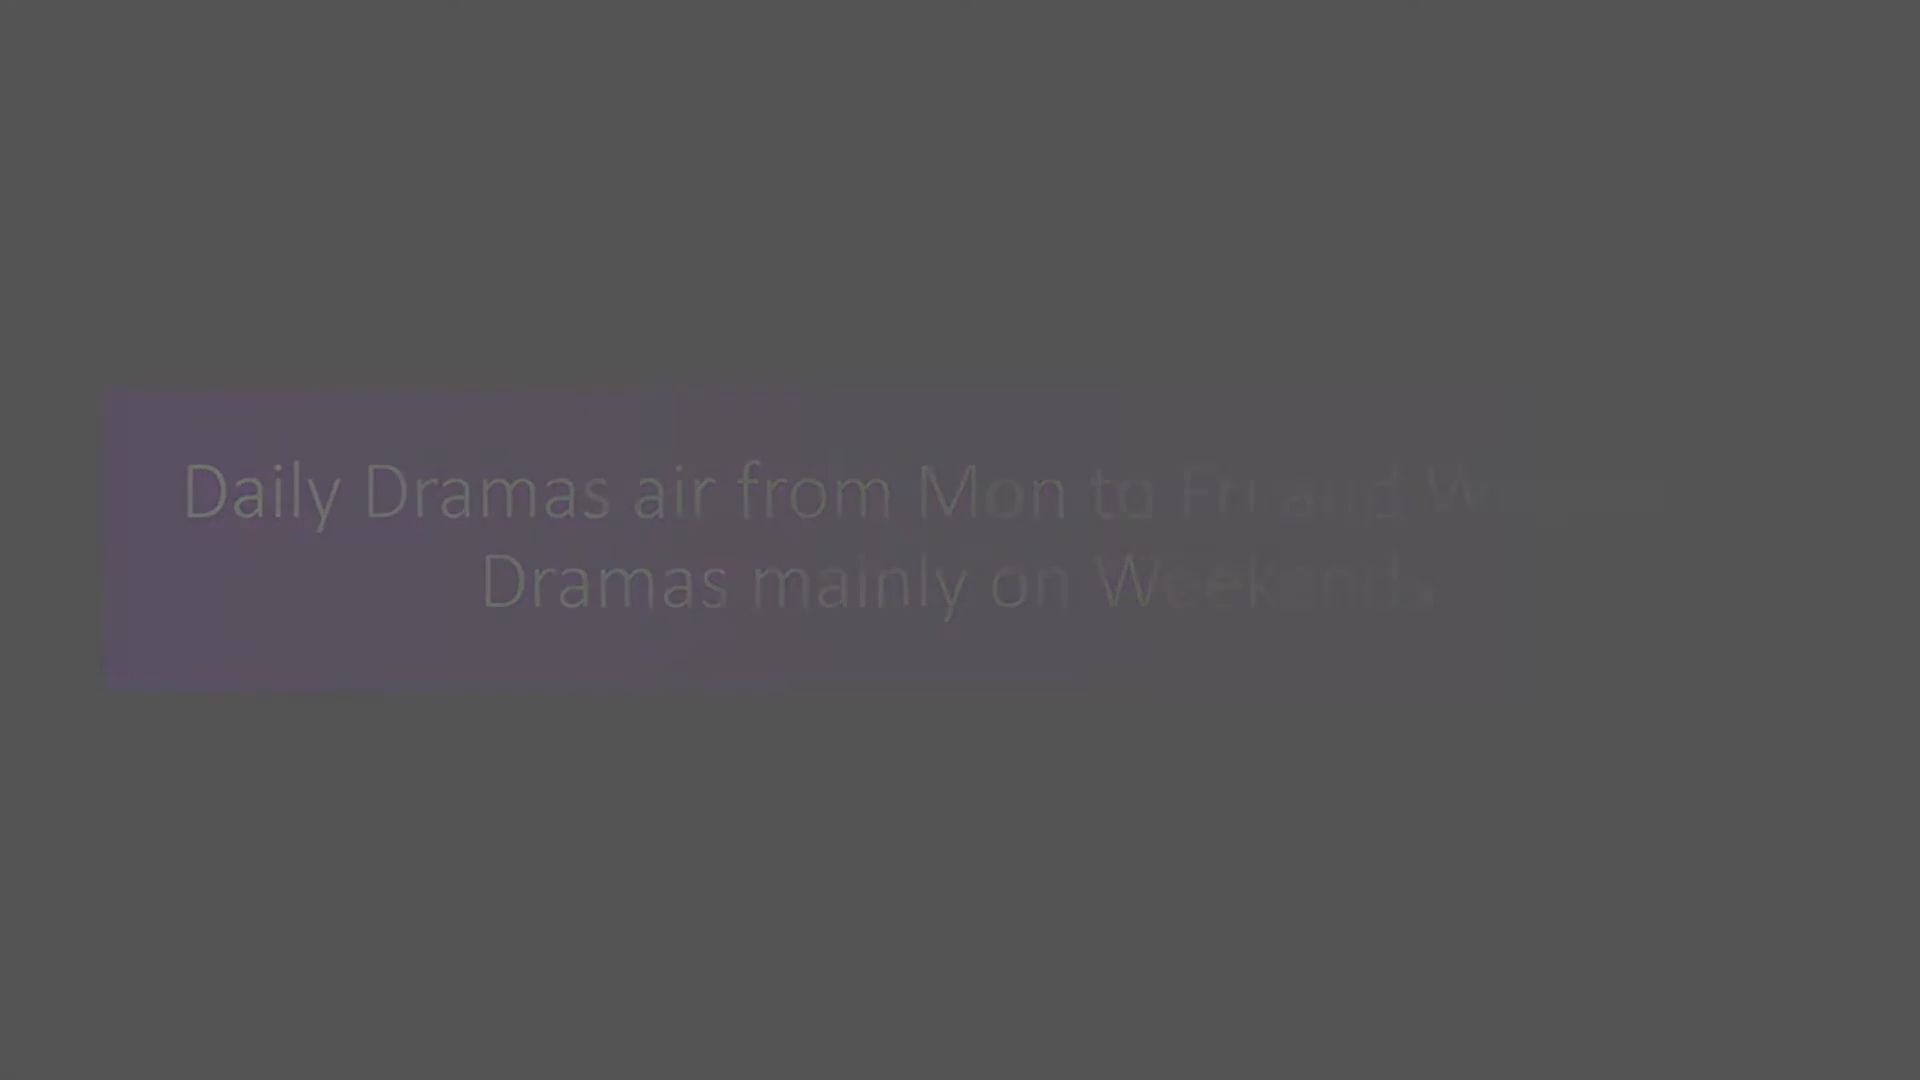 Daily Dramas air from Mon to Fri and
Dramas mainly on Weekends